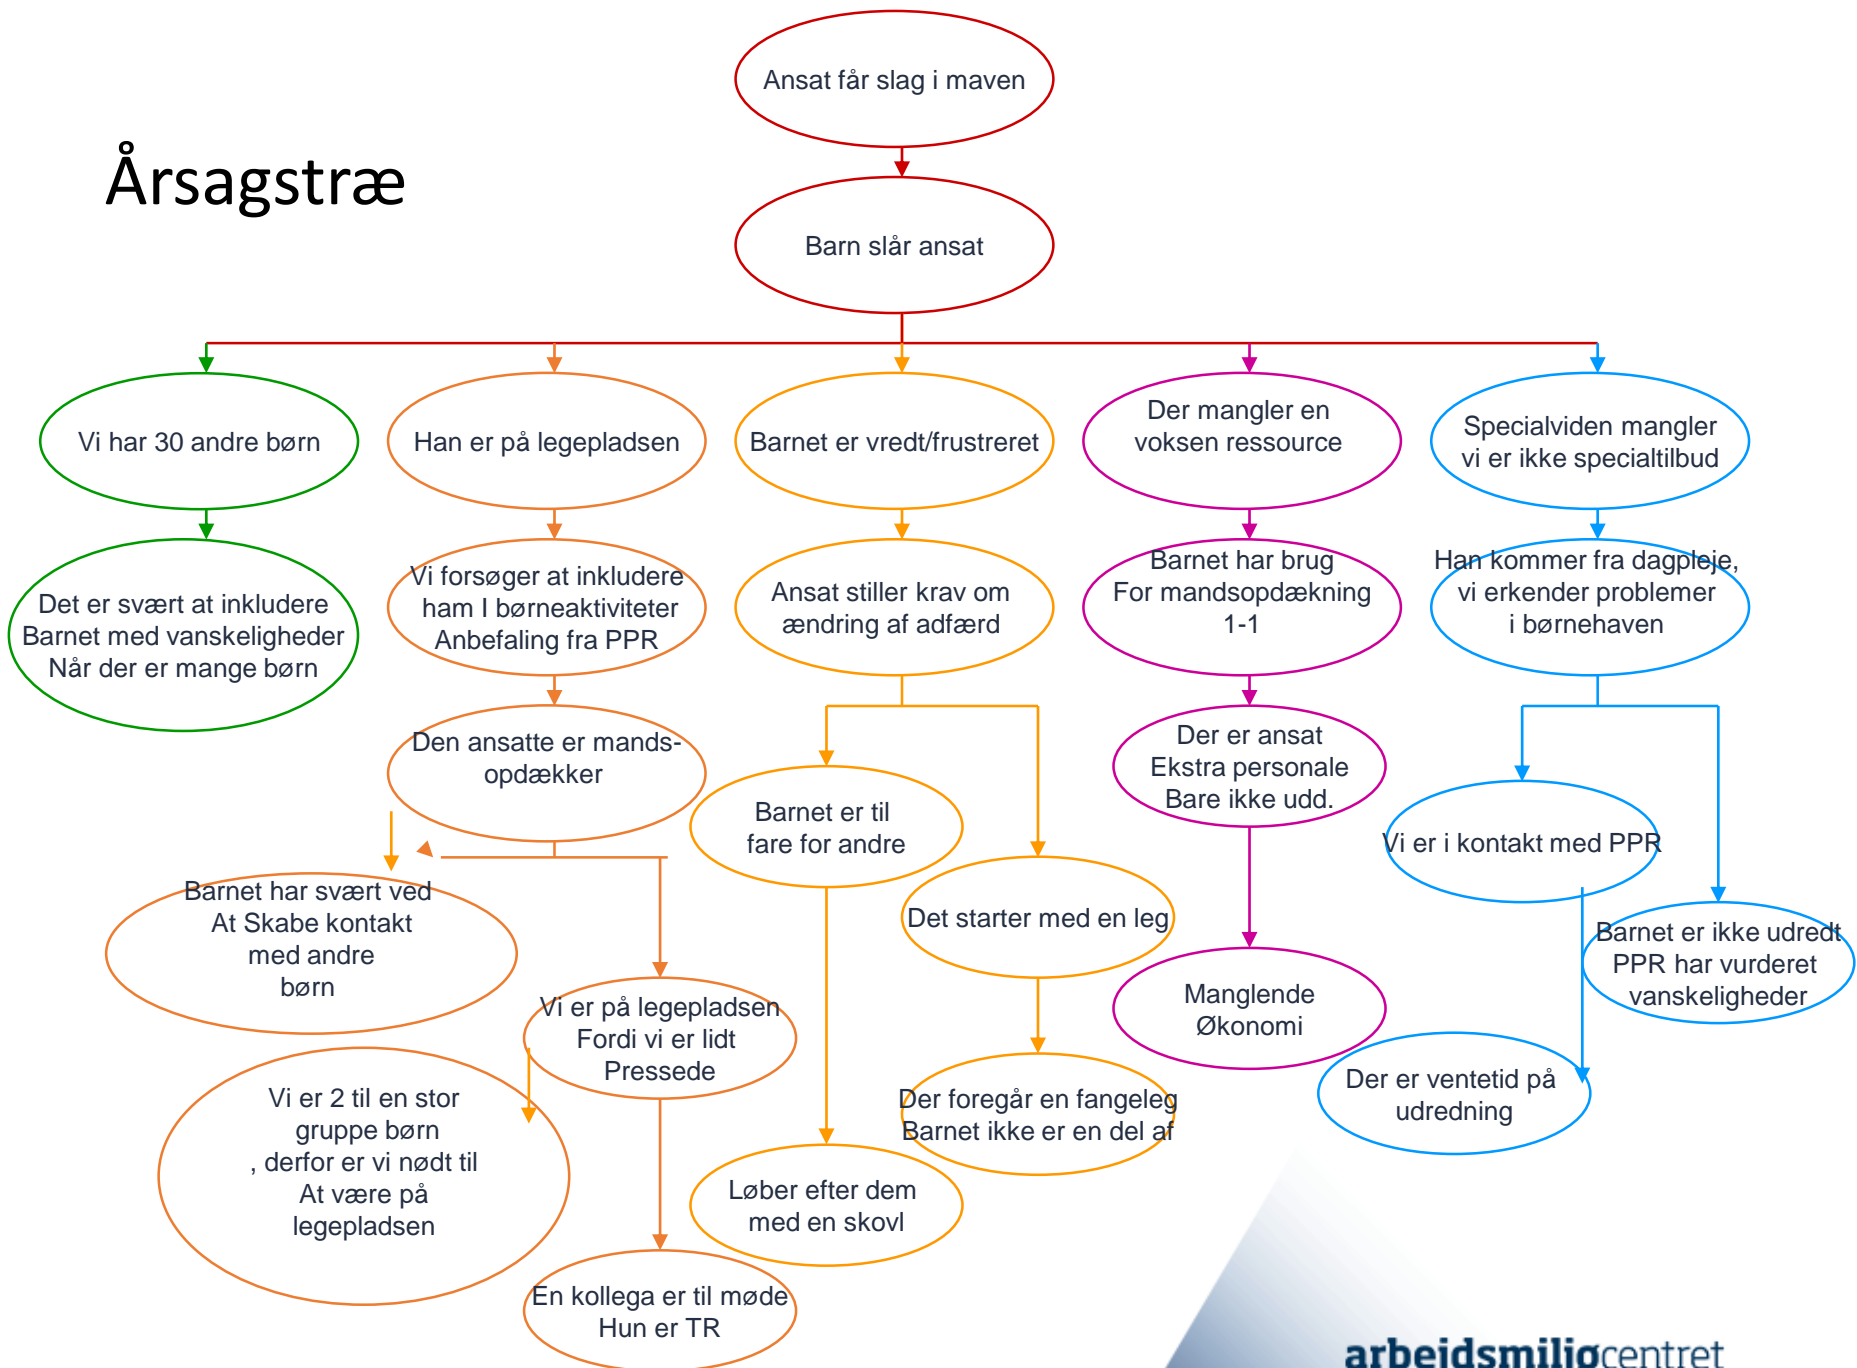 Ansat får slag i maven
Årsagstræ
Barn slår ansat
Vi har 30 andre børn
Han er på legepladsen
Barnet er vredt/frustreret
Der mangler en
voksen ressource
Specialviden mangler
vi er ikke specialtilbud
Det er svært at inkludere
Barnet med vanskeligheder
Når der er mange børn
Vi forsøger at inkludere
ham I børneaktiviteter
Anbefaling fra PPR
Ansat stiller krav om
ændring af adfærd
Barnet har brug
For mandsopdækning
1-1
Han kommer fra dagpleje,
vi erkender problemer
i børnehaven
Den ansatte er mands-
opdækker
Barnet er til
fare for andre
Der er ansat
Ekstra personale
Bare ikke udd.
Vi er i kontakt med PPR
Barnet har svært ved
At Skabe kontakt
med andre
børn
Det starter med en leg
Barnet er ikke udredt
PPR har vurderet
vanskeligheder
Vi er på legepladsen
Fordi vi er lidt
Pressede
Manglende
Økonomi
Vi er 2 til en stor
gruppe børn
, derfor er vi nødt til
At være på
legepladsen
Der foregår en fangeleg
Barnet ikke er en del af
Der er ventetid på
udredning
Løber efter dem
med en skovl
En kollega er til møde
Hun er TR
arbejdsmiljøcentret